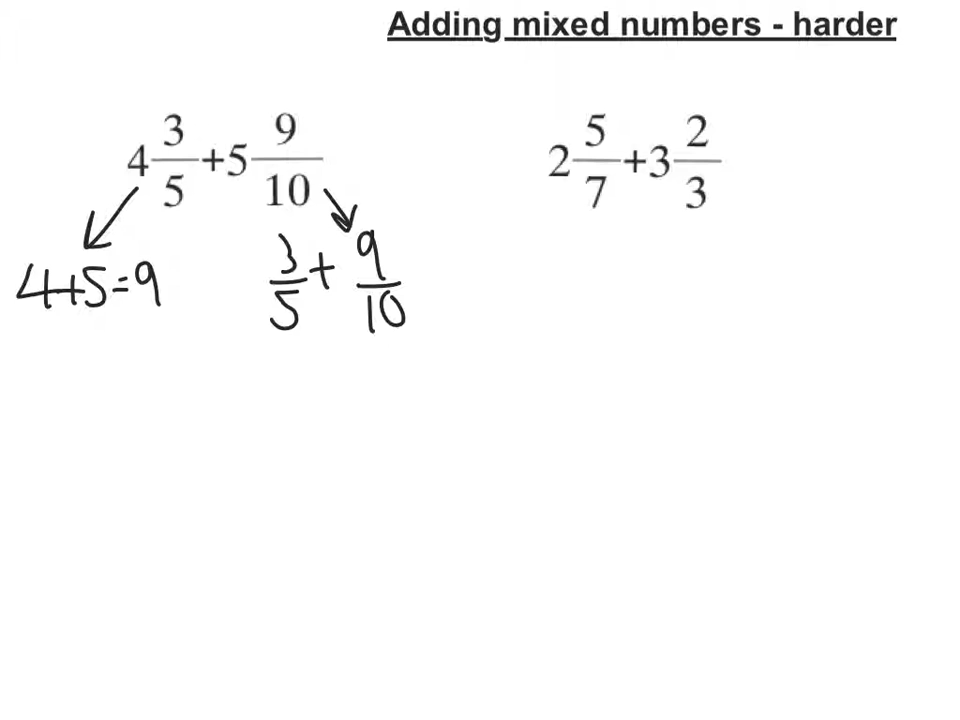 Adding mixed numbers - harder
4 3/5 + 5 9/10
2 5/7 + 3 2/3
4+5=9
3/5 + 9/10